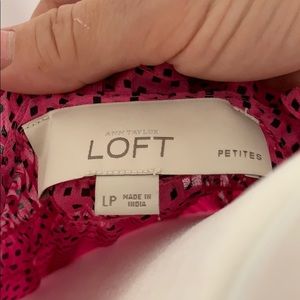 ANN TAYLOR
LOFT
PETITES
LP
MADE IN
INDIA